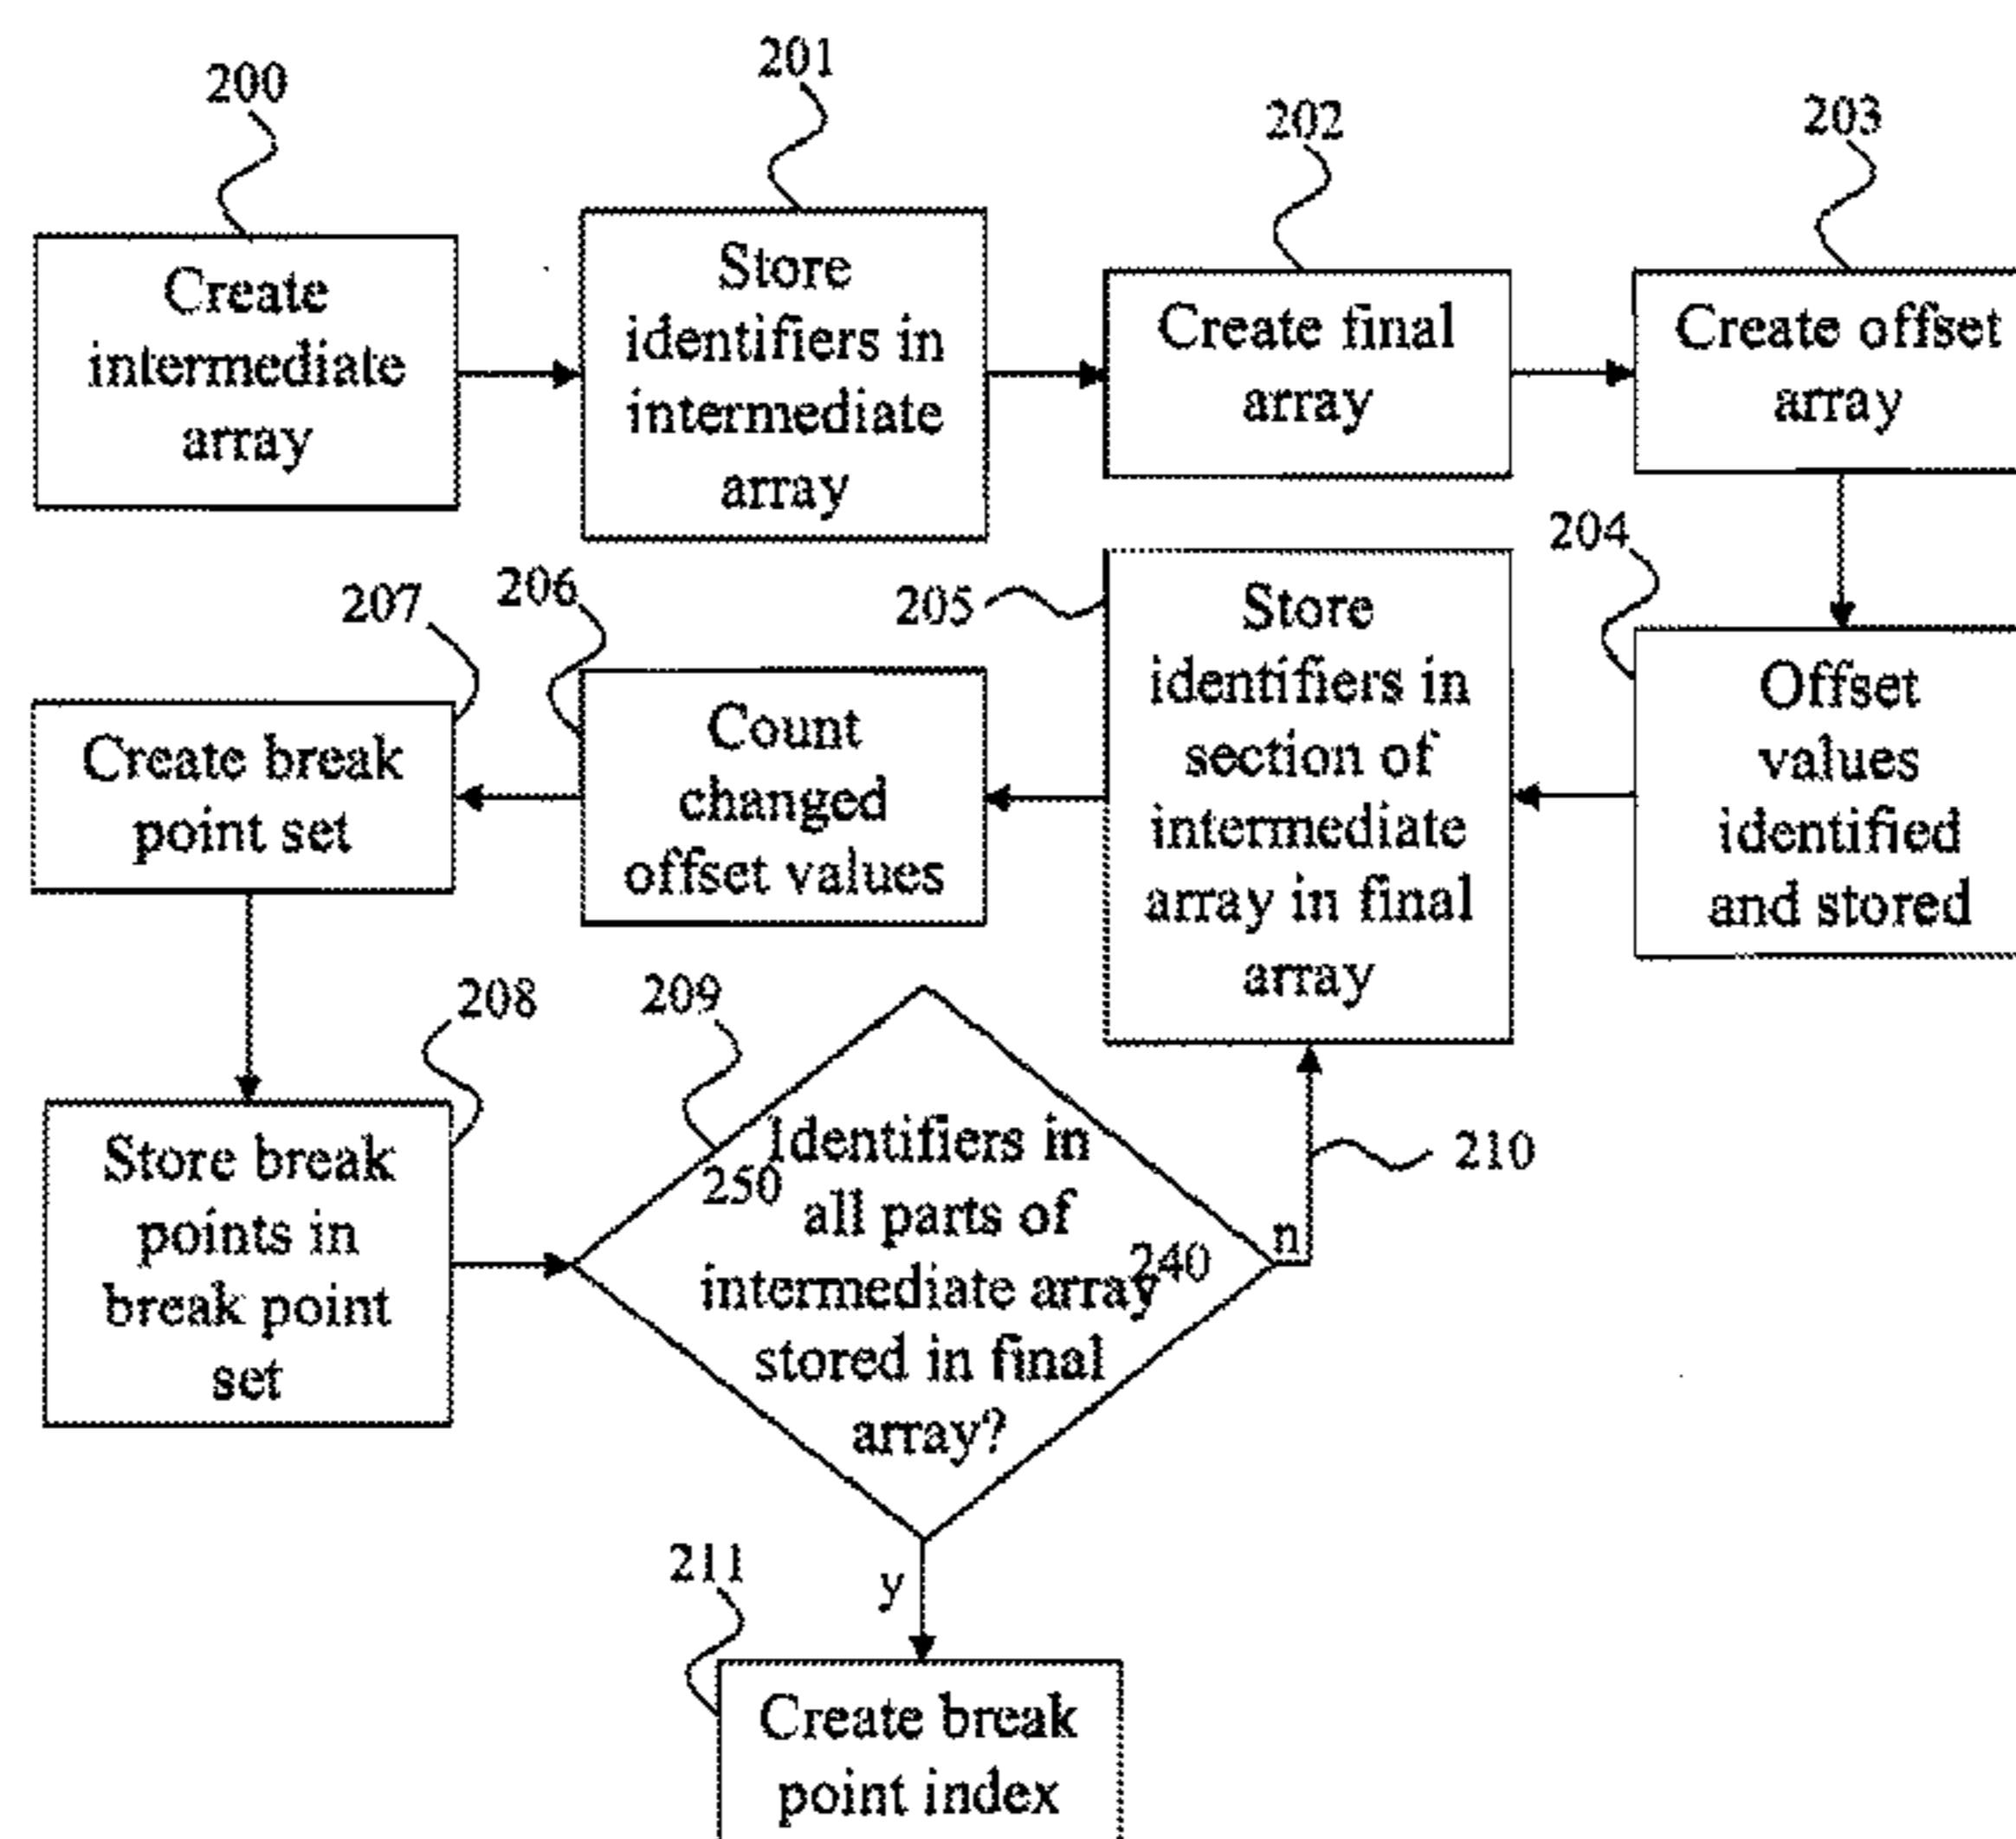 200
Create
intermediate
array
201
Store
identifiers in
intermediate
array
202
Create final
array
203
Create offset
array
204
Offset
values
identified
and stored
205
Store
identifiers in
section of
intermediate
array in final
array
206
Count
changed
offset values
207
Create break
point set
208
Store break
points in
break point
set
209
250
Identifiers in
all parts of
240
intermediate array
stored in final
array?
n
210
y
211
Create break
point index